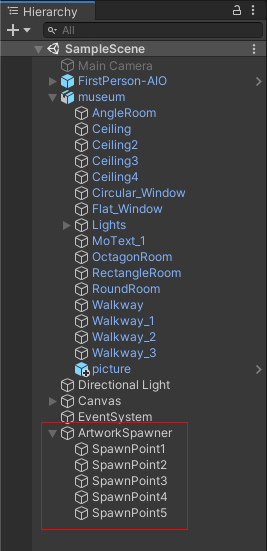 Hierarchy
All
SampleScene
Main Camera
FirstPerson-AIO
museum
AngleRoom
Ceiling
Ceiling2
Ceiling3
Ceiling4
Circular_Window
Flat_Window
Lights
MoText_1
OctagonRoom
RectangleRoom
RoundRoom
Walkway
Walkway_1
Walkway_2
Walkway_3
picture
Directional Light
Canvas
EventSystem
ArtworkSpawner
SpawnPoint1
SpawnPoint2
SpawnPoint3
SpawnPoint4
SpawnPoint5